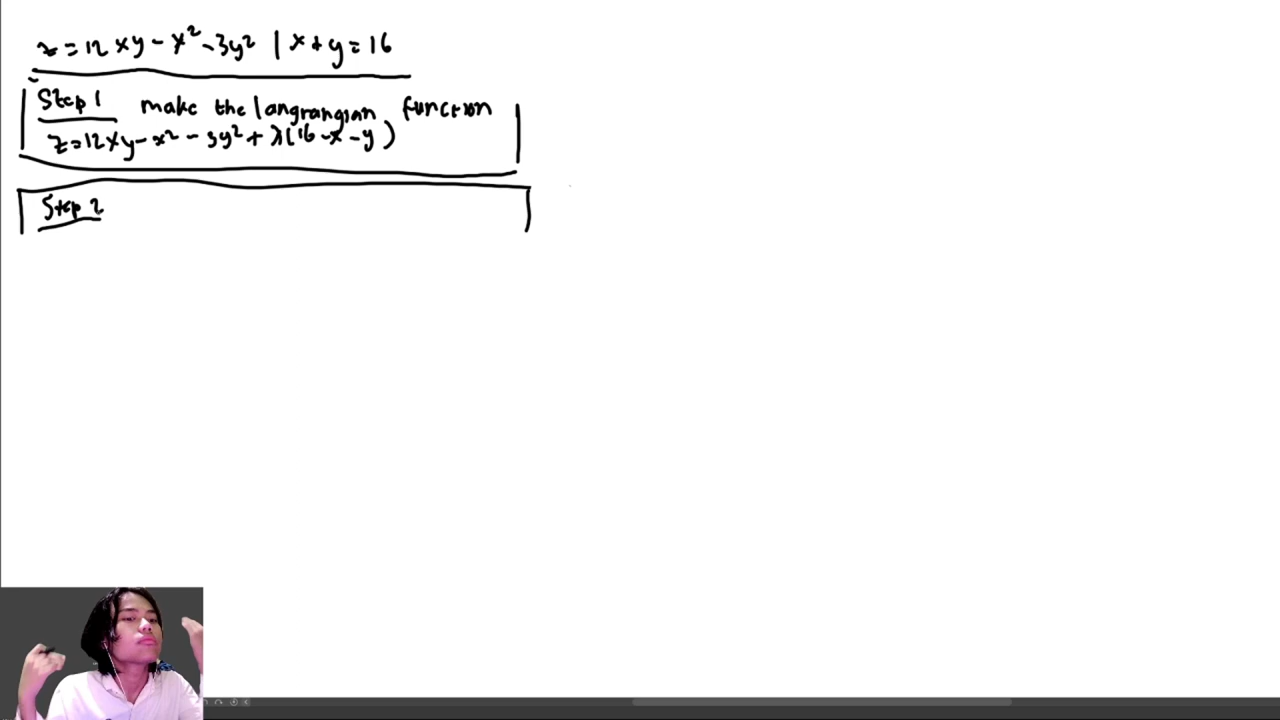 z = 12xy - x² - 3y² | x + y = 16
Step 1 make the langrangian function
z = 12xy - x² - 3y² + λ(16 - x - y)
Step 2